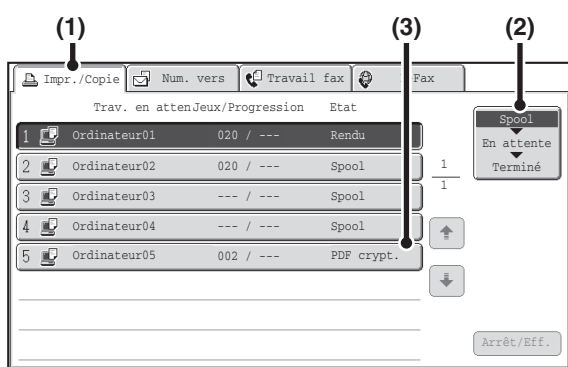 (1) (3) (2)
Impr./Copie Num. vers Travail fax Fax
Trav. en atten Jeux/Progression Etat
1 Ordinateur01 020 / --- Rendu
2 Ordinateur02 020 / --- Spool
3 Ordinateur03 --- / --- Spool
4 Ordinateur04 --- / --- Spool
5 Ordinateur05 002 / --- PDF crypt.
1
1
Spool
En attente
Terminé
Arrêt/Eff.